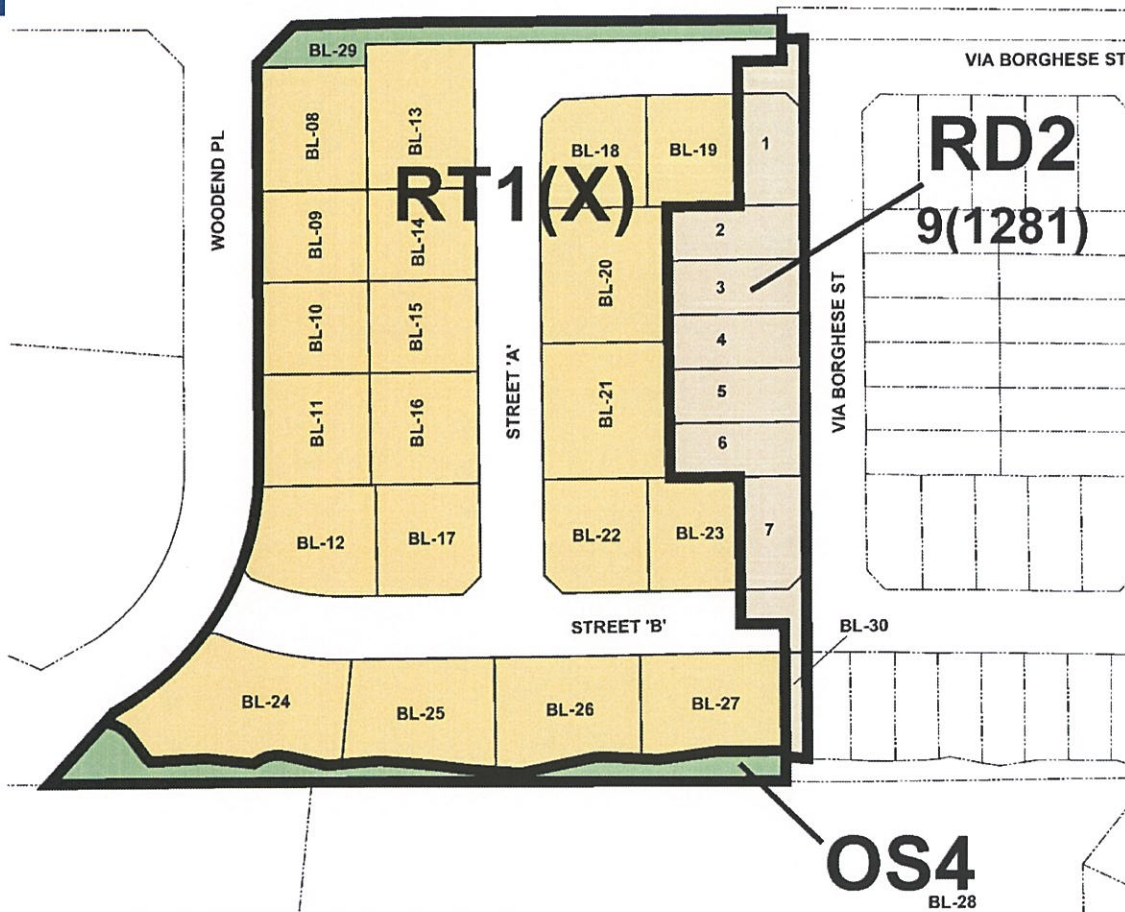 BL-29
VIA BORGHESE ST
WOODEND PL
BL-08
BL-13
BL-18
BL-19
1
RD2
9(1281)
RT1(X)
BL-09
BL-14
BL-20
2
3
BL-10
BL-15
STREET 'A'
4
VIA BORGHESE ST
BL-11
BL-16
BL-21
5
6
BL-12
BL-17
BL-22
BL-23
7
STREET 'B'
BL-30
BL-24
BL-25
BL-26
BL-27
OS4
BL-28